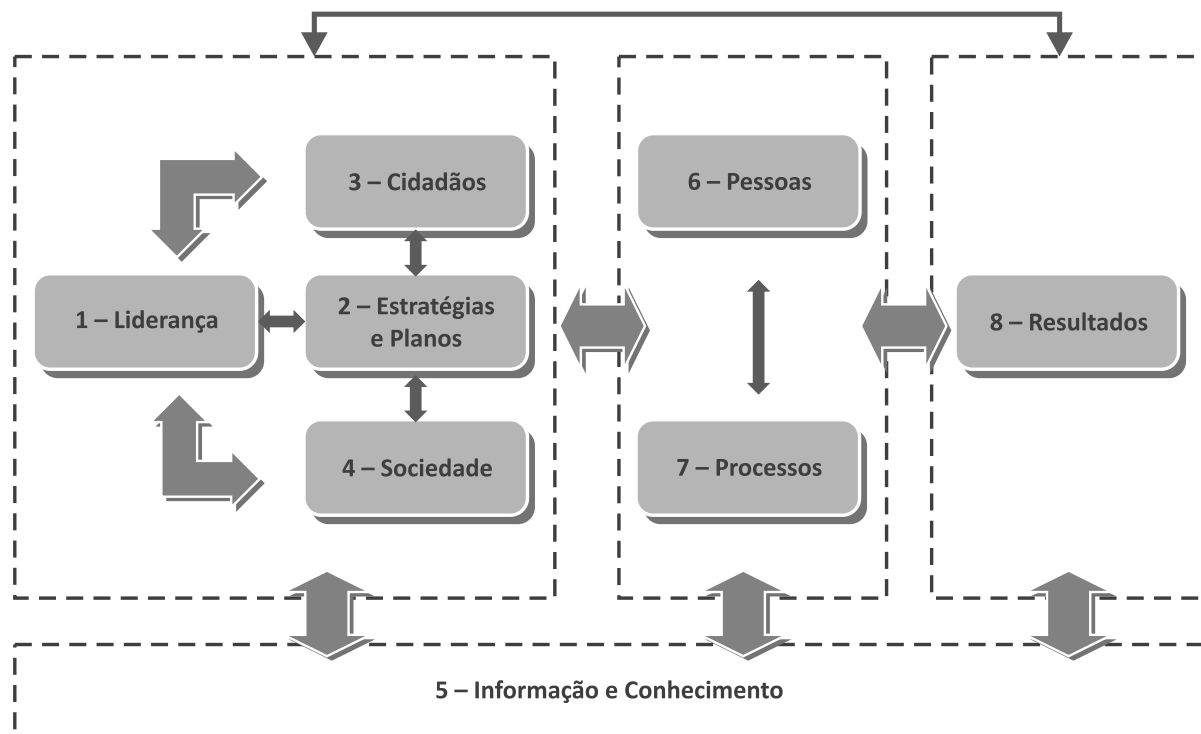 3 – Cidadãos
6 – Pessoas
1 – Liderança
2 – Estratégias
e Planos
8 – Resultados
4 – Sociedade
7 – Processos
5 – Informação e Conhecimento